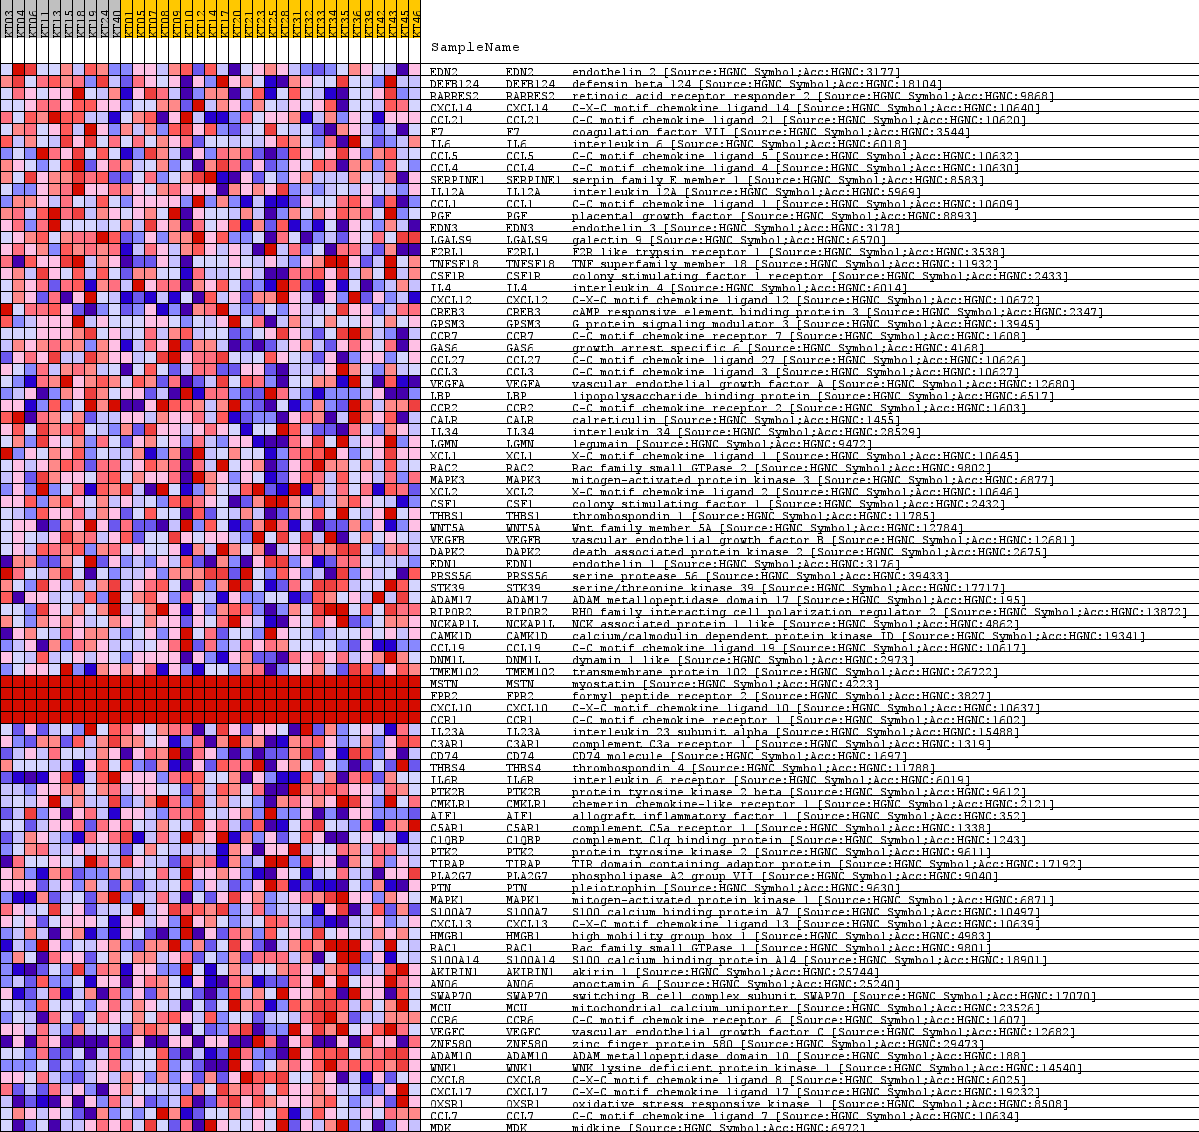 KT03 KT04 KT06 KT11 KT13 KT15 KT18 KT19 KT24 KT40 KT01 KT05 KT07 KT08 KT09 KT10 KT12 KT14 KT17 KT20 KT21 KT23 KT25 KT28 KT31 KT32 KT33 KT34 KT35 KT36 KT39 KT42 KT43 KT45 KT46
SampleName
EDN2 EDN2 endothelin 2 [Source:HGNC Symbol;Acc:HGNC:3177]
DEFB124 DEFB124 defensin beta 124 [Source:HGNC Symbol;Acc:HGNC:18104]
RARRES2 RARRES2 retinoic acid receptor responder 2 [Source:HGNC Symbol;Acc:HGNC:9868]
CXCL14 CXCL14 C-X-C motif chemokine ligand 14 [Source:HGNC Symbol;Acc:HGNC:10640]
CCL21 CCL21 C-C motif chemokine ligand 21 [Source:HGNC Symbol;Acc:HGNC:10620]
F7 F7 coagulation factor VII [Source:HGNC Symbol;Acc:HGNC:3544]
IL6 IL6 interleukin 6 [Source:HGNC Symbol;Acc:HGNC:6018]
CCL5 CCL5 C-C motif chemokine ligand 5 [Source:HGNC Symbol;Acc:HGNC:10632]
CCL4 CCL4 C-C motif chemokine ligand 4 [Source:HGNC Symbol;Acc:HGNC:10630]
SERPINE1 SERPINE1 serpin family E member 1 [Source:HGNC Symbol;Acc:HGNC:8583]
IL12A IL12A interleukin 12A [Source:HGNC Symbol;Acc:HGNC:5969]
CCL1 CCL1 C-C motif chemokine ligand 1 [Source:HGNC Symbol;Acc:HGNC:10609]
PGF PGF placental growth factor [Source:HGNC Symbol;Acc:HGNC:8893]
EDN3 EDN3 endothelin 3 [Source:HGNC Symbol;Acc:HGNC:3178]
LGALS9 LGALS9 galectin 9 [Source:HGNC Symbol;Acc:HGNC:6570]
F2RL1 F2RL1 F2R like trypsin receptor 1 [Source:HGNC Symbol;Acc:HGNC:3538]
TNFSF18 TNFSF18 TNF superfamily member 18 [Source:HGNC Symbol;Acc:HGNC:11932]
CSF1R CSF1R colony stimulating factor 1 receptor [Source:HGNC Symbol;Acc:HGNC:2433]
IL4 IL4 interleukin 4 [Source:HGNC Symbol;Acc:HGNC:6014]
CXCL12 CXCL12 C-X-C motif chemokine ligand 12 [Source:HGNC Symbol;Acc:HGNC:10672]
CREB3 CREB3 cAMP responsive element binding protein 3 [Source:HGNC Symbol;Acc:HGNC:2347]
GPSM3 GPSM3 G protein signaling modulator 3 [Source:HGNC Symbol;Acc:HGNC:13945]
CCR7 CCR7 C-C motif chemokine receptor 7 [Source:HGNC Symbol;Acc:HGNC:1608]
GAS6 GAS6 growth arrest specific 6 [Source:HGNC Symbol;Acc:HGNC:4168]
CCL27 CCL27 C-C motif chemokine ligand 27 [Source:HGNC Symbol;Acc:HGNC:10626]
CCL3 CCL3 C-C motif chemokine ligand 3 [Source:HGNC Symbol;Acc:HGNC:10627]
VEGFA VEGFA vascular endothelial growth factor A [Source:HGNC Symbol;Acc:HGNC:12680]
LBP LBP lipopolysaccharide binding protein [Source:HGNC Symbol;Acc:HGNC:6517]
CCR2 CCR2 C-C motif chemokine receptor 2 [Source:HGNC Symbol;Acc:HGNC:1603]
CALR CALR calreticulin [Source:HGNC Symbol;Acc:HGNC:1455]
IL34 IL34 interleukin 34 [Source:HGNC Symbol;Acc:HGNC:28529]
LGMN LGMN legumain [Source:HGNC Symbol;Acc:HGNC:9472]
XCL1 XCL1 X-C motif chemokine ligand 1 [Source:HGNC Symbol;Acc:HGNC:10645]
RAC2 RAC2 Rac family small GTPase 2 [Source:HGNC Symbol;Acc:HGNC:9802]
MAPK3 MAPK3 mitogen-activated protein kinase 3 [Source:HGNC Symbol;Acc:HGNC:6877]
XCL2 XCL2 X-C motif chemokine ligand 2 [Source:HGNC Symbol;Acc:HGNC:10646]
CSF1 CSF1 colony stimulating factor 1 [Source:HGNC Symbol;Acc:HGNC:2432]
THBS1 THBS1 thrombospondin 1 [Source:HGNC Symbol;Acc:HGNC:11785]
WNT5A WNT5A Wnt family member 5A [Source:HGNC Symbol;Acc:HGNC:12784]
VEGFB VEGFB vascular endothelial growth factor B [Source:HGNC Symbol;Acc:HGNC:12681]
DAPK2 DAPK2 death associated protein kinase 2 [Source:HGNC Symbol;Acc:HGNC:2675]
EDN1 EDN1 endothelin 1 [Source:HGNC Symbol;Acc:HGNC:3176]
PRSS56 PRSS56 serine protease 56 [Source:HGNC Symbol;Acc:HGNC:39433]
STK39 STK39 serine/threonine kinase 39 [Source:HGNC Symbol;Acc:HGNC:17717]
ADAM17 ADAM17 ADAM metallopeptidase domain 17 [Source:HGNC Symbol;Acc:HGNC:195]
RIPOR2 RIPOR2 RHO family interacting cell polarization regulator 2 [Source:HGNC Symbol;Acc:HGNC:13872]
NCKAP1L NCKAP1L NCK associated protein 1 like [Source:HGNC Symbol;Acc:HGNC:4862]
CAMK1D CAMK1D calcium/calmodulin dependent protein kinase ID [Source:HGNC Symbol;Acc:HGNC:19341]
CCL19 CCL19 C-C motif chemokine ligand 19 [Source:HGNC Symbol;Acc:HGNC:10617]
DNM1L DNM1L dynamin 1 like [Source:HGNC Symbol;Acc:HGNC:2973]
TMEM102 TMEM102 transmembrane protein 102 [Source:HGNC Symbol;Acc:HGNC:26722]
MSTN MSTN myostatin [Source:HGNC Symbol;Acc:HGNC:4223]
FPR2 FPR2 formyl peptide receptor 2 [Source:HGNC Symbol;Acc:HGNC:3827]
CXCL10 CXCL10 C-X-C motif chemokine ligand 10 [Source:HGNC Symbol;Acc:HGNC:10637]
CCR1 CCR1 C-C motif chemokine receptor 1 [Source:HGNC Symbol;Acc:HGNC:1602]
IL23A IL23A interleukin 23 subunit alpha [Source:HGNC Symbol;Acc:HGNC:15488]
C3AR1 C3AR1 complement C3a receptor 1 [Source:HGNC Symbol;Acc:HGNC:1319]
CD74 CD74 CD74 molecule [Source:HGNC Symbol;Acc:HGNC:1697]
THBS4 THBS4 thrombospondin 4 [Source:HGNC Symbol;Acc:HGNC:11788]
IL6R IL6R interleukin 6 receptor [Source:HGNC Symbol;Acc:HGNC:6019]
PTK2B PTK2B protein tyrosine kinase 2 beta [Source:HGNC Symbol;Acc:HGNC:9612]
CMKLR1 CMKLR1 chemerin chemokine-like receptor 1 [Source:HGNC Symbol;Acc:HGNC:2121]
AIF1 AIF1 allograft inflammatory factor 1 [Source:HGNC Symbol;Acc:HGNC:352]
C5AR1 C5AR1 complement C5a receptor 1 [Source:HGNC Symbol;Acc:HGNC:1338]
C1QBP C1QBP complement C1q binding protein [Source:HGNC Symbol;Acc:HGNC:1243]
PTK2 PTK2 protein tyrosine kinase 2 [Source:HGNC Symbol;Acc:HGNC:9611]
TIRAP TIRAP TIR domain containing adaptor protein [Source:HGNC Symbol;Acc:HGNC:17192]
PLA2G7 PLA2G7 phospholipase A2 group VII [Source:HGNC Symbol;Acc:HGNC:9040]
PTN PTN pleiotrophin [Source:HGNC Symbol;Acc:HGNC:9630]
MAPK1 MAPK1 mitogen-activated protein kinase 1 [Source:HGNC Symbol;Acc:HGNC:6871]
S100A7 S100A7 S100 calcium binding protein A7 [Source:HGNC Symbol;Acc:HGNC:10497]
CXCL13 CXCL13 C-X-C motif chemokine ligand 13 [Source:HGNC Symbol;Acc:HGNC:10639]
HMGB1 HMGB1 high mobility group box 1 [Source:HGNC Symbol;Acc:HGNC:4983]
RAC1 RAC1 Rac family small GTPase 1 [Source:HGNC Symbol;Acc:HGNC:9801]
S100A14 S100A14 S100 calcium binding protein A14 [Source:HGNC Symbol;Acc:HGNC:18901]
AKIRIN1 AKIRIN1 akirin 1 [Source:HGNC Symbol;Acc:HGNC:25744]
ANO6 ANO6 anoctamin 6 [Source:HGNC Symbol;Acc:HGNC:25240]
SWAP70 SWAP70 switching B cell complex subunit SWAP70 [Source:HGNC Symbol;Acc:HGNC:17070]
MCU MCU mitochondrial calcium uniporter [Source:HGNC Symbol;Acc:HGNC:23526]
CCR6 CCR6 C-C motif chemokine receptor 6 [Source:HGNC Symbol;Acc:HGNC:1607]
VEGFC VEGFC vascular endothelial growth factor C [Source:HGNC Symbol;Acc:HGNC:12682]
ZNF580 ZNF580 zinc finger protein 580 [Source:HGNC Symbol;Acc:HGNC:29473]
ADAM10 ADAM10 ADAM metallopeptidase domain 10 [Source:HGNC Symbol;Acc:HGNC:188]
WNK1 WNK1 WNK lysine deficient protein kinase 1 [Source:HGNC Symbol;Acc:HGNC:14540]
CXCL8 CXCL8 C-X-C motif chemokine ligand 8 [Source:HGNC Symbol;Acc:HGNC:6025]
CXCL17 CXCL17 C-X-C motif chemokine ligand 17 [Source:HGNC Symbol;Acc:HGNC:19232]
OXSR1 OXSR1 oxidative stress responsive kinase 1 [Source:HGNC Symbol;Acc:HGNC:8508]
CCL7 CCL7 C-C motif chemokine ligand 7 [Source:HGNC Symbol;Acc:HGNC:10634]
MDK MDK midkine [Source:HGNC Symbol;Acc:HGNC:6972]